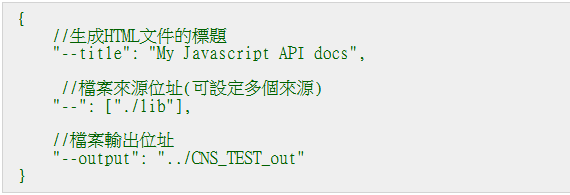 {
//生成HTML文件的標題
"--title": "My Javascript API docs",
//檔案來源位址(可設定多個來源)
"--": ["./lib"],
//檔案輸出位址
"--output": "../CNS_TEST_out"
}